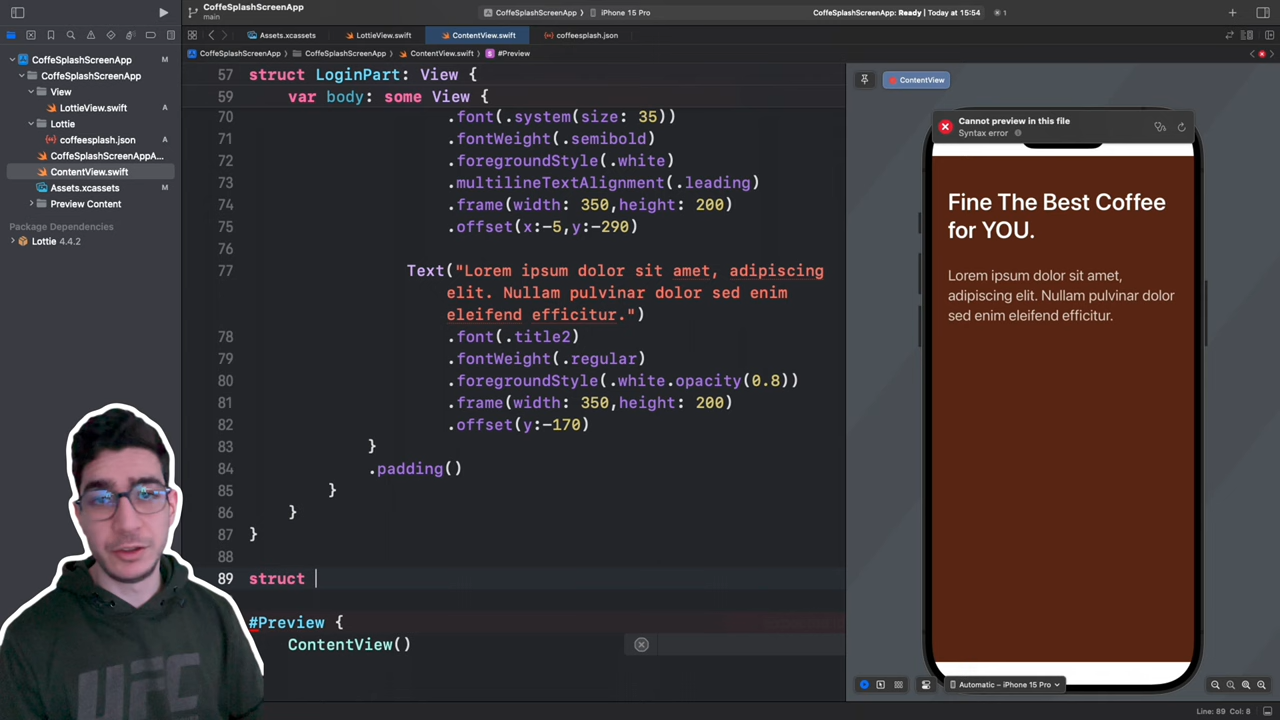 CoffeSplashScreenApp
main
CoffeSplashScreenApp
iPhone 15 Pro
CoffeSplashScreenApp: Ready | Today at 15:54
1
Assets.xcassets
LottieView.swift
ContentView.swift
coffeesplash.json
CoffeSplashScreenApp
CoffeSplashScreenApp
ContentView.swift
#Preview
CoffeSplashScreenApp M
CoffeSplashScreenApp
View
LottieView.swift A
Lottie
coffeesplash.json A
CoffeSplashScreenAppA...
ContentView.swift
Assets.xcassets M
Preview Content
Package Dependencies
Lottie 4.4.2
57 struct LoginPart: View {
59 var body: some View {
70 .font(.system(size: 35))
71 .fontWeight(.semibold)
72 .foregroundStyle(.white)
73 .multilineTextAlignment(.leading)
74 .frame(width: 350,height: 200)
75 .offset(x:-5,y:-290)
76
77 Text("Lorem ipsum dolor sit amet, adipiscing
elit. Nullam pulvinar dolor sed enim
eleifend efficitur.")
78 .font(.title2)
79 .fontWeight(.regular)
80 .foregroundStyle(.white.opacity(0.8))
81 .frame(width: 350,height: 200)
82 .offset(y:-170)
83 }
84 .padding()
85 }
86 }
87 }
88
89 struct
#Preview {
ContentView()
ContentView
Cannot preview in this file
Syntax error
Fine The Best Coffee
for YOU.
Lorem ipsum dolor sit amet,
adipiscing elit. Nullam pulvinar dolor
sed enim eleifend efficitur.
Automatic – iPhone 15 Pro
Line: 89 Col: 8
UFC